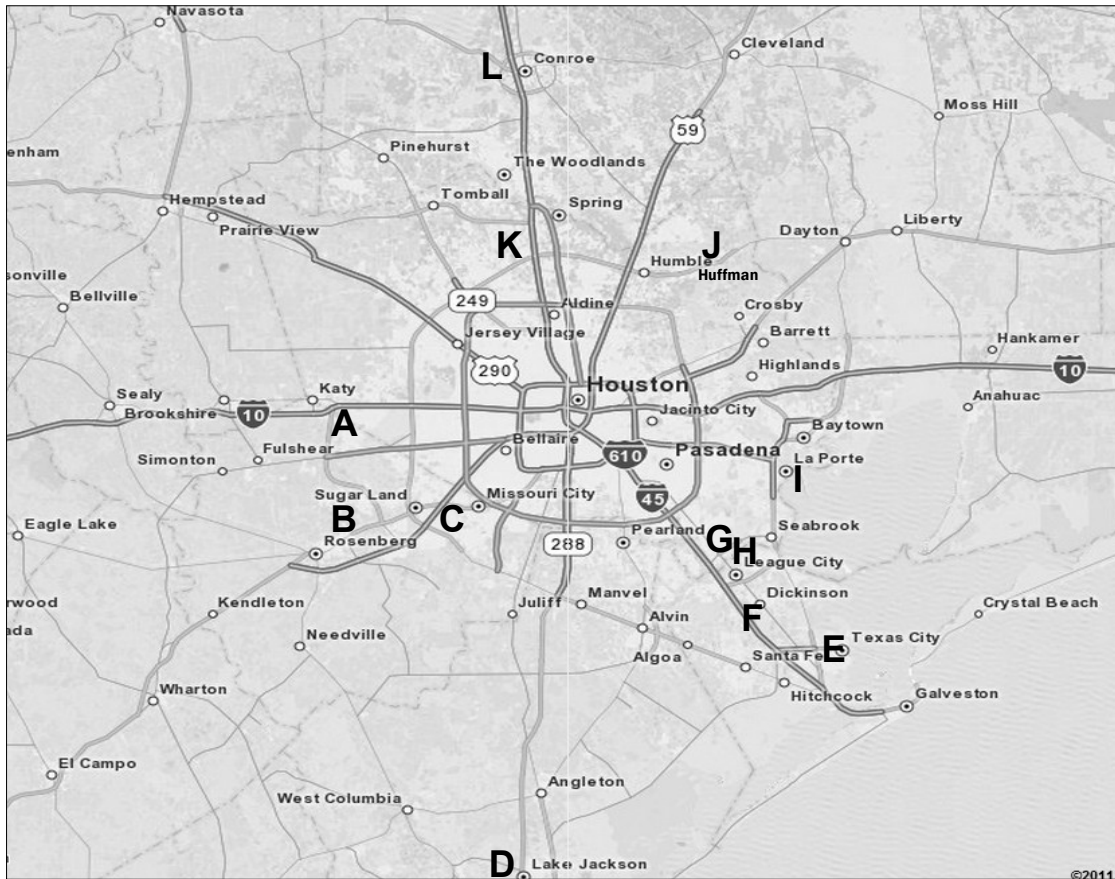 Navasota
Cleveland
L
Conroe
59
Moss Hill
enham
Pinehurst
The Woodlands
Hempstead
Tomball
Spring
Liberty
Prairie View
Dayton
K
J
sonville
Humble
Huffman
Bellville
249
Aldine
Crosby
Jersey Village
Barrett
Hankamer
290
Highlands
10
Houston
Sealy
Katy
Brookshire
10
Jacinto City
Anahuac
A
Bellaire
Baytown
Fulshear
610
Pasadena
Simonton
La Porte
I
Sugar Land
Missouri City
45
B
C
Eagle Lake
Rosenberg
Pearland
Seabrook
G
288
H
League City
rwood
Kendleton
Juliff
Manvel
Dickinson
Crystal Beach
F
ada
Needville
Alvin
Texas City
Algoa
Santa Fe
E
Wharton
Hitchcock
Galveston
El Campo
Angleton
West Columbia
D
Lake Jackson
©2011